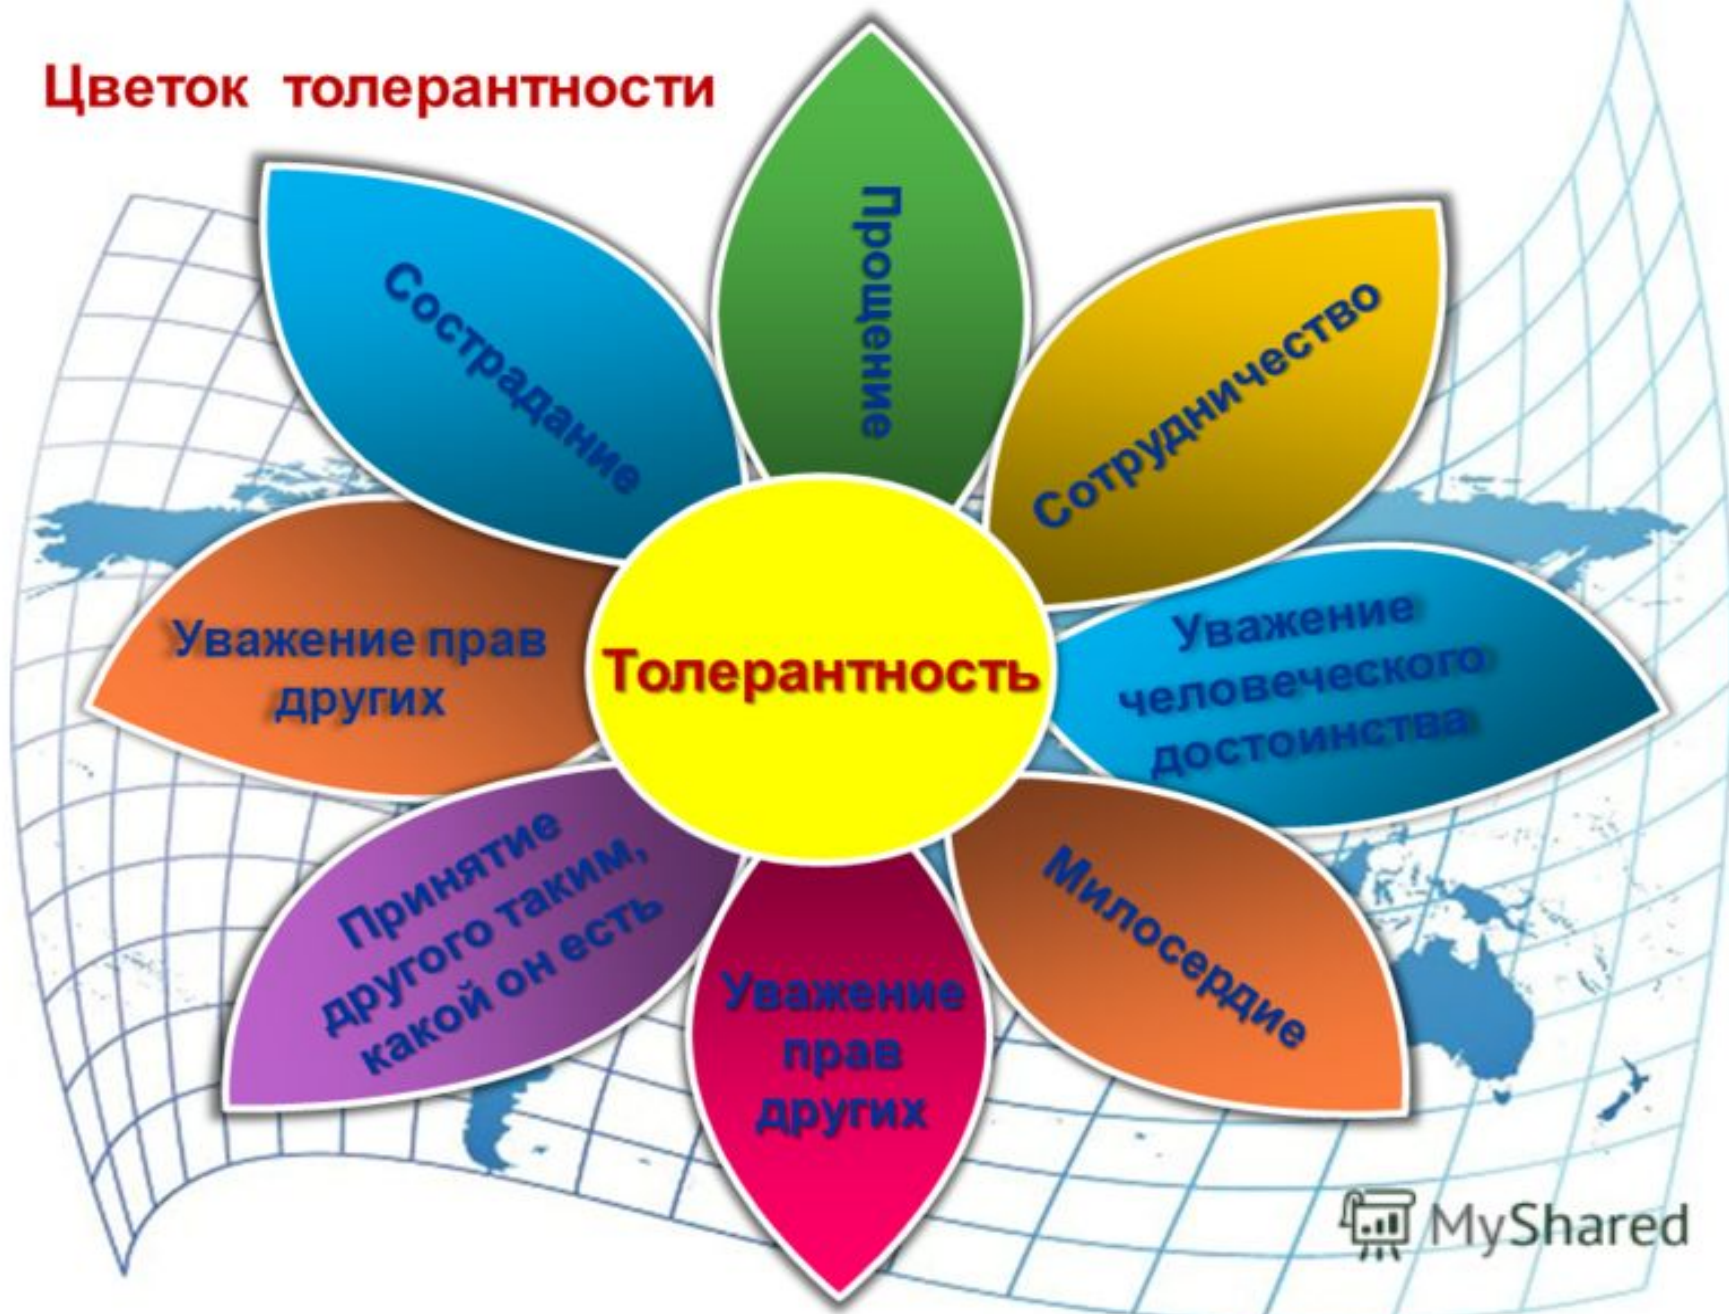 Цветок толерантности
Прощение
Сотрудничество
Уважение
человеческого
достоинства
Милосердие
Уважение
прав
других
Принятие
другого таким,
какой он есть
Уважение прав
других
Сострадание
Толерантность
MyShared